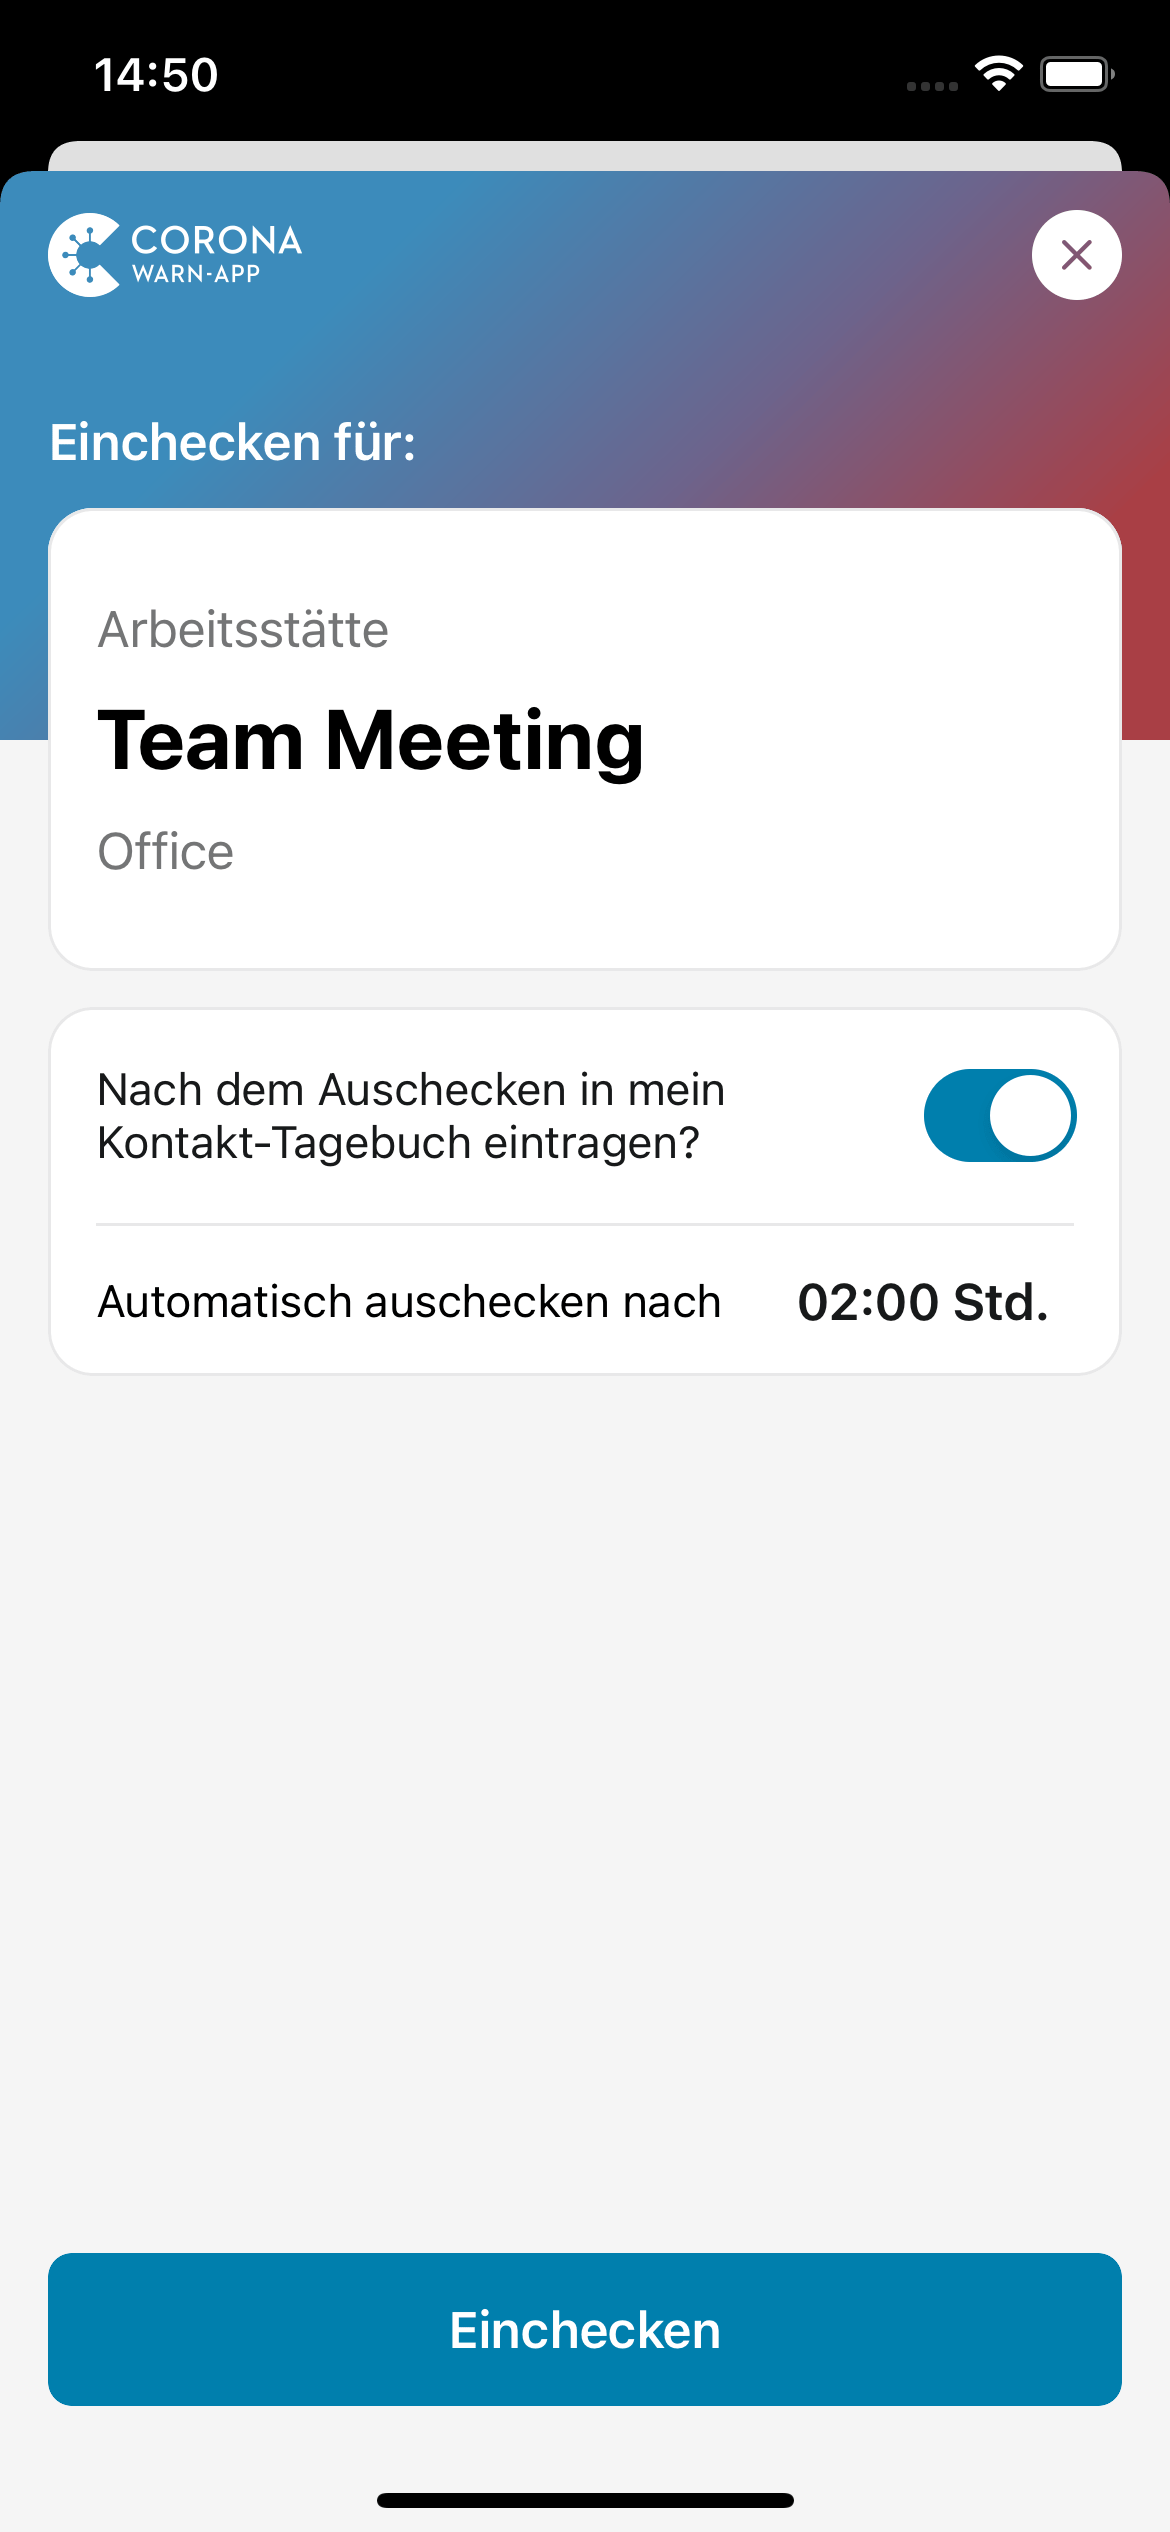 14:50
CORONA
WARN-APP
Einchecken für:
Arbeitsstätte
Team Meeting
Office
Nach dem Auschecken in mein
Kontakt-Tagebuch eintragen?
Automatisch auschecken nach 02:00 Std.
Einchecken